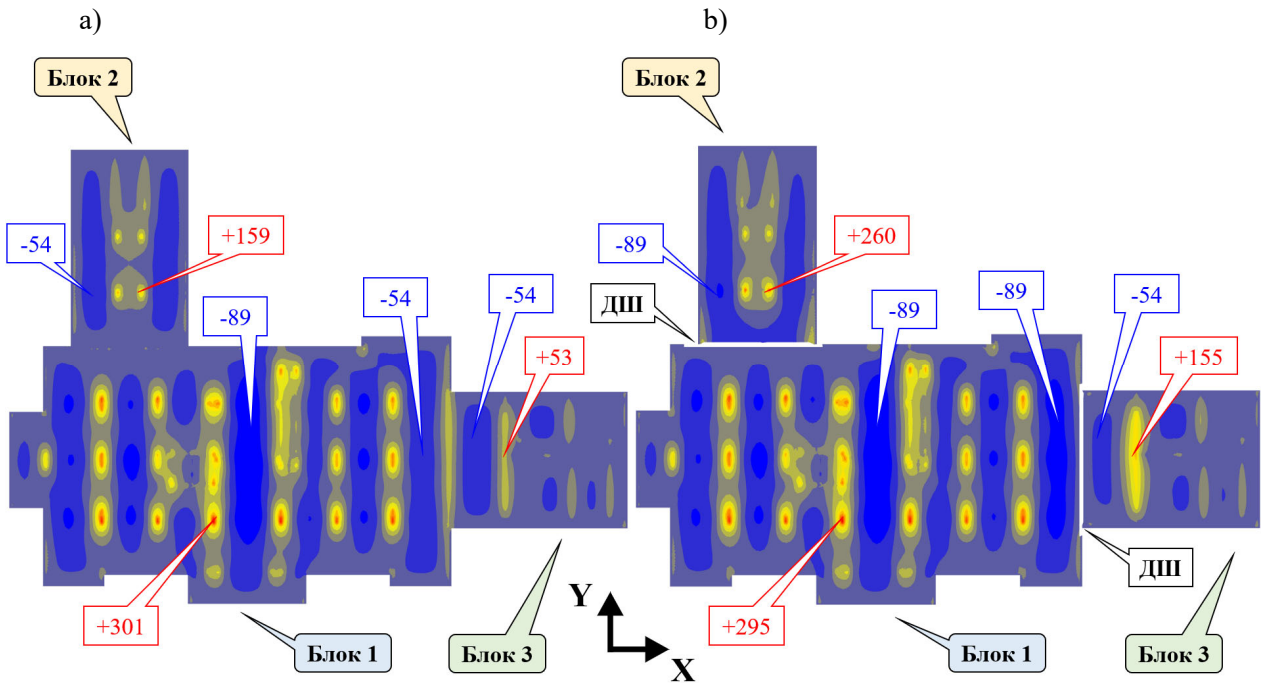 a)
b)
Блок 2
Блок 2
-54
+159
-89
-54
-54
+53
+301
Блок 1
Блок 3
Y
X
-89
+260
ДШ
-89
-89
-54
+155
ДШ
+295
Блок 1
Блок 3